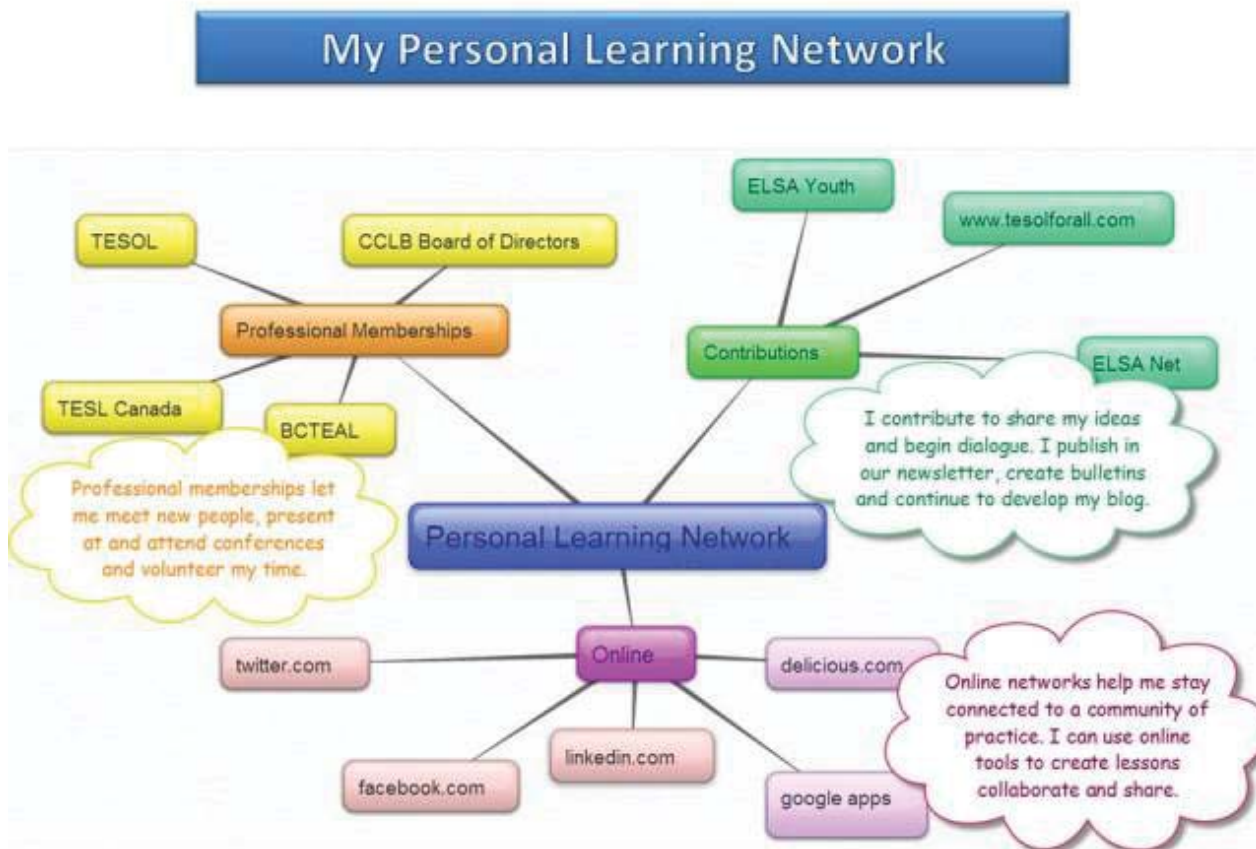 My Personal Learning Network
ELSA Youth
www.tesolforall.com
TESOL
CCLB Board of Directors
Professional Memberships
Contributions
ELSA Net
TESL Canada
BCTEAL
I contribute to share my ideas
and begin dialogue. I publish in
our newsletter, create bulletins
and continue to develop my blog.
Professional memberships let
me meet new people, present
at and attend conferences
and volunteer my time.
Personal Learning Network
Online
twitter.com
delicious.com
linkedin.com
facebook.com
google apps
Online networks help me stay
connected to a community of
practice. I can use online
tools to create lessons
collaborate and share.